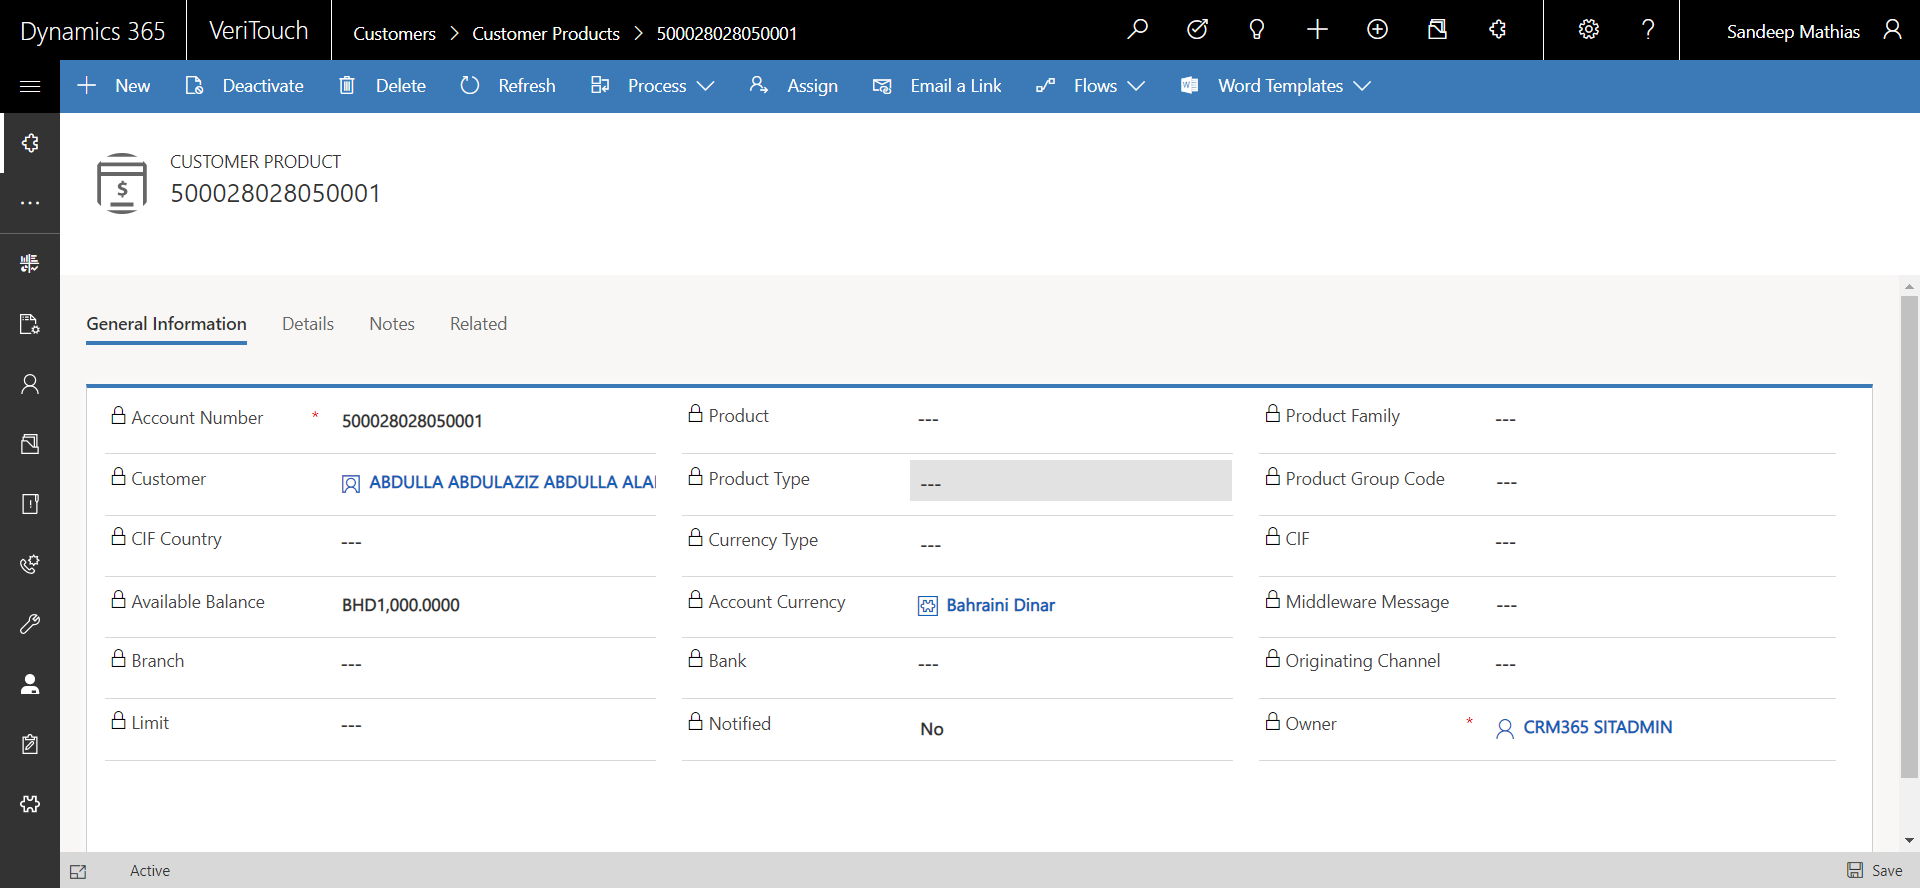 Dynamics 365 VeriTouch Customers Customer Products 500028028050001 Sandeep Mathias
New Deactivate Delete Refresh Process Assign Email a Link Flows Word Templates
CUSTOMER PRODUCT
500028028050001
General Information Details Notes Related
Account Number * 500028028050001 Product --- Product Family ---
Customer ABDULLA ABDULAZIZ ABDULLA Product Type --- Product Group Code ---
CIF Country --- Currency Type --- CIF ---
Available Balance BHD1,000.0000 Account Currency Bahraini Dinar Middleware Message ---
Branch --- Bank --- Originating Channel ---
Limit --- Notified No Owner * CRM365 SITADMIN
Active Save